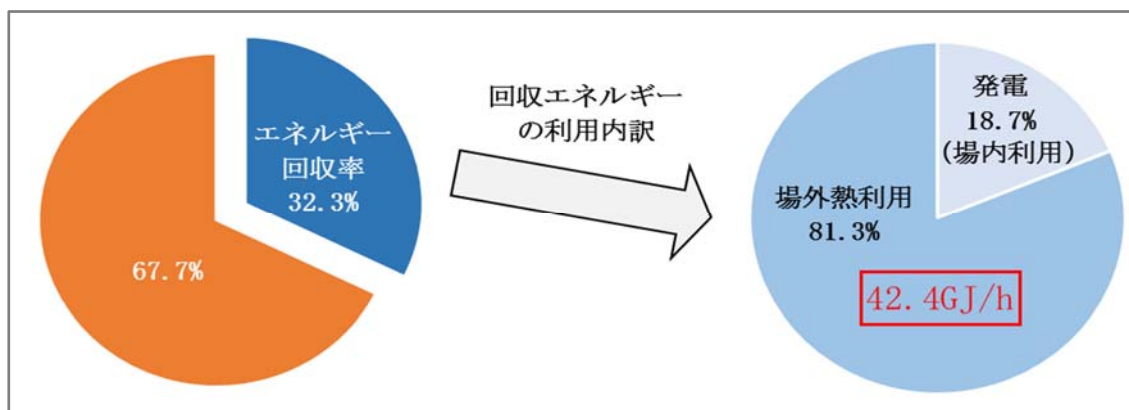 エネルギー
回収率
32.3%
67.7%
回収エネルギー
の利用内訳
発電
18.7%
(場内利用)
場外熱利用
81.3%
42.4GJ/h